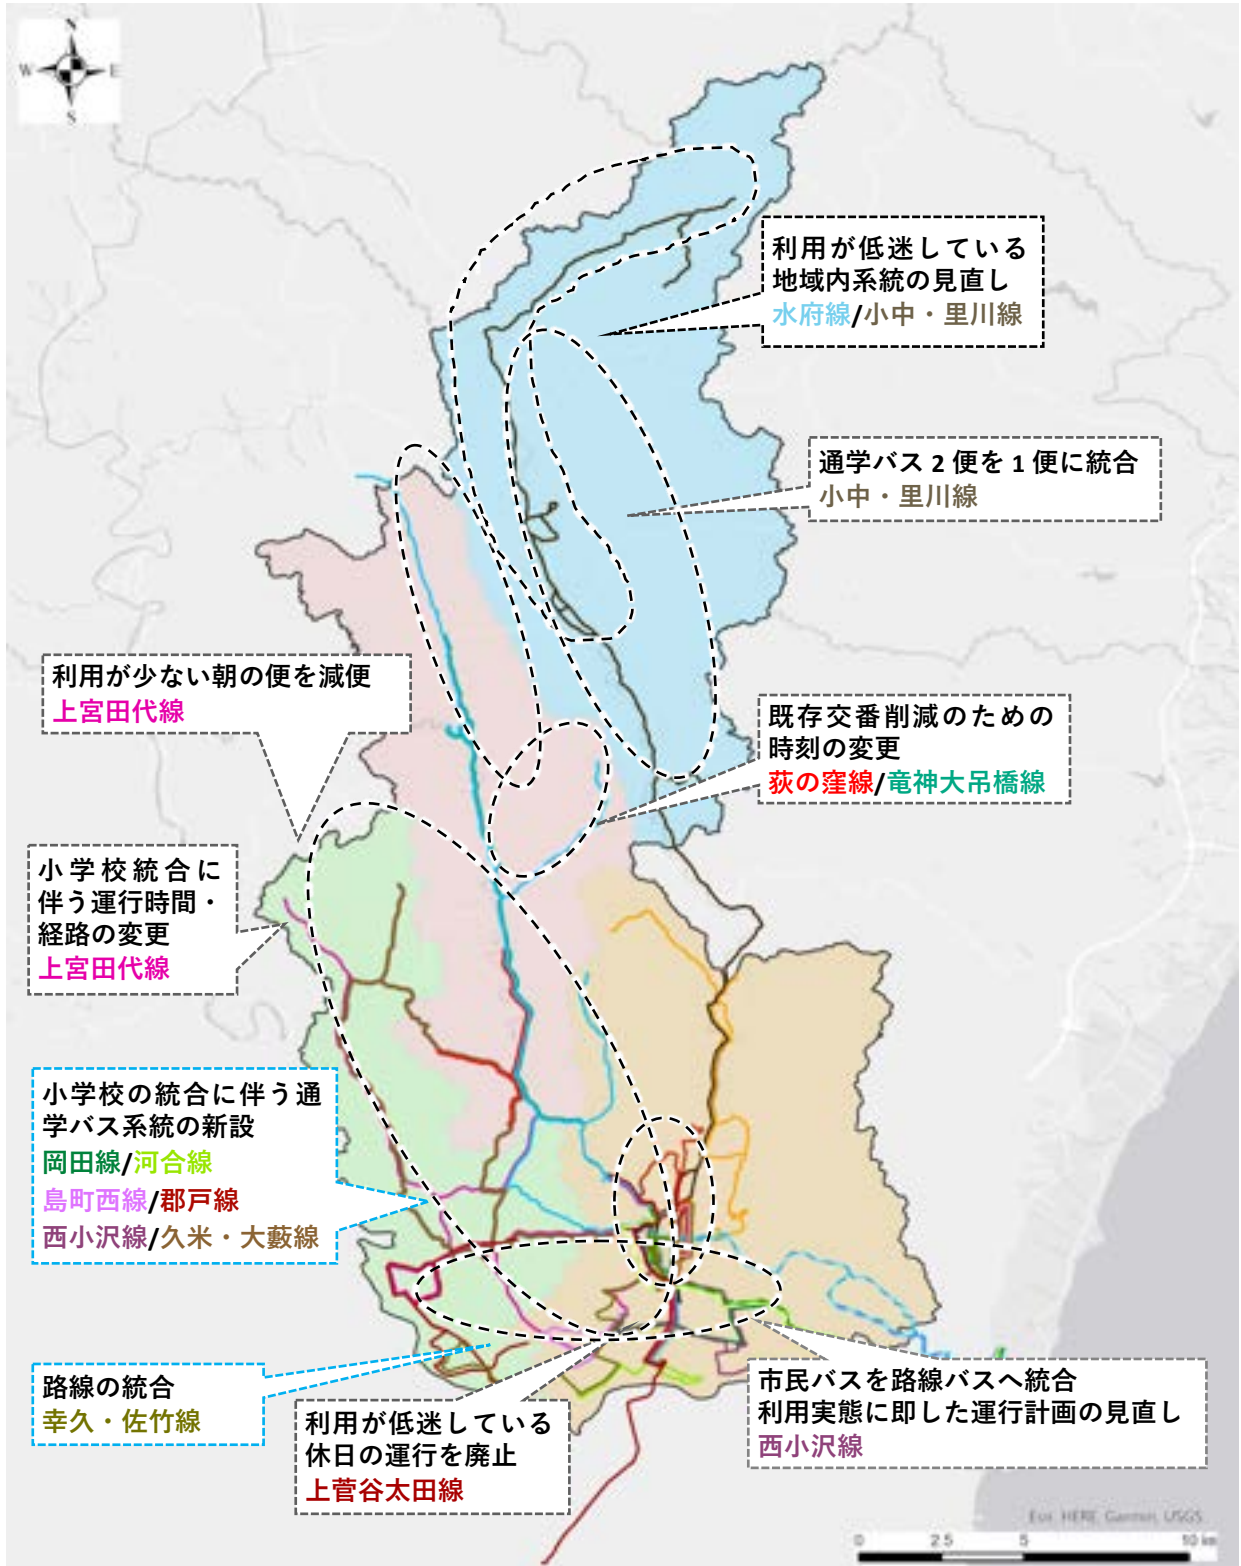 N
W E
S
利用が低迷している
地域内系統の見直し
水府線/小中・里川線
通学バス2便を1便に統合
小中・里川線
利用が少ない朝の便を減便
上宮田代線
既存交番削減のための
時刻の変更
荻の窪線/竜神大吊橋線
小学校統合に
伴う運行時間・
経路の変更
上宮田代線
小学校の統合に伴う通
学バス系統の新設
岡田線/河合線
島町西線/郡戸線
西小沢線/久米・大藪線
路線の統合
幸久・佐竹線
利用が低迷している
休日の運行を廃止
上菅谷太田線
市民バスを路線バスへ統合
利用実態に即した運行計画の見直し
西小沢線
Esri, HERE, Garmin, USGS
0 2.5 5 10 km